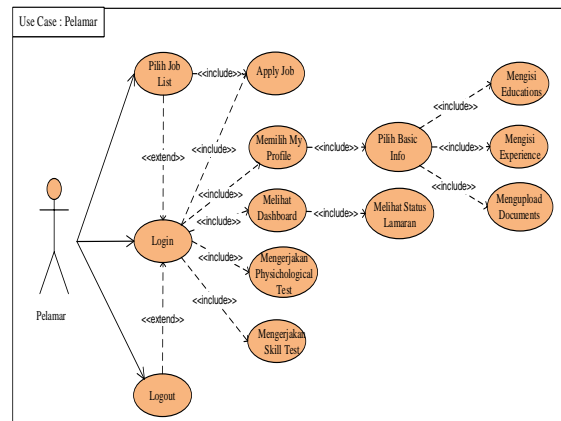 Use Case : Pelamar
Pilih Job
List
<<include>>
Apply Job
<<extend>>
<<include>>
Memilih My
Profile
<<include>>
Pilih Basic
Info
<<include>>
Mengisi
Educations
<<include>>
Mengisi
Experience
<<include>>
Mengupload
Documents
<<include>>
Login
<<include>>
Melihat
Dashboard
<<include>>
Melihat Status
Lamaran
<<include>>
Mengerjakan
Physichological
Test
<<include>>
Mengerjakan
Skill Test
<<extend>>
Logout
Pelamar